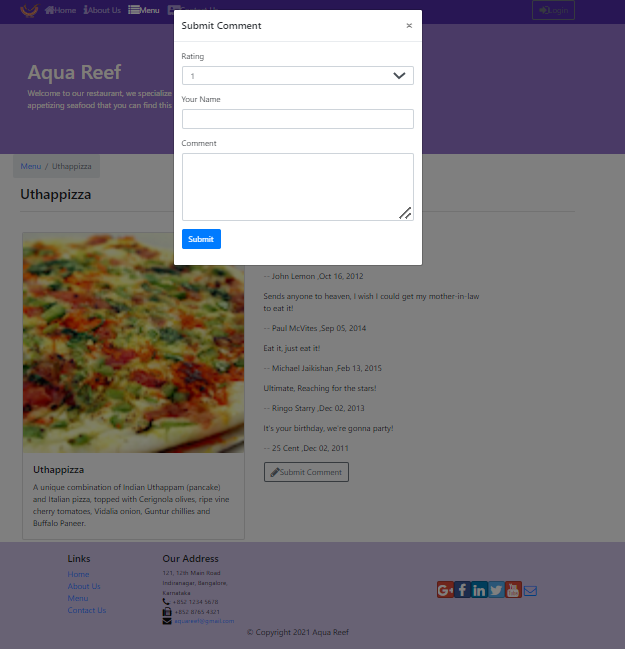 Home About Us Menu Contact Us Login
Submit Comment ×
Rating
1
Your Name
Comment
Submit
Aqua Reef
Welcome to our restaurant, we specialize
appetizing seafood that you can find this
Menu / Uthappizza
Uthappizza
Uthappizza
A unique combination of Indian Uthappam (pancake)
and Italian pizza, topped with Cerignola olives, ripe vine
cherry tomatoes, Vidalia onion, Guntur chillies and
Buffalo Paneer.
-- John Lemon ,Oct 16, 2012
Sends anyone to heaven, I wish I could get my mother-in-law
to eat it!
-- Paul McVites ,Sep 05, 2014
Eat it, just eat it!
-- Michael Jaikishan ,Feb 13, 2015
Ultimate, Reaching for the stars!
-- Ringo Starry ,Dec 02, 2013
It's your birthday, we're gonna party!
-- 25 Cent ,Dec 02, 2011
Submit Comment
Links
Home
About Us
Menu
Contact Us
Our Address
121, 12th Main Road
Indiranagar, Bangalore
Karnataka
+852 1234 5678
+852 8765 4321
aquareef@gmail.com
© Copyright 2021 Aqua Reef